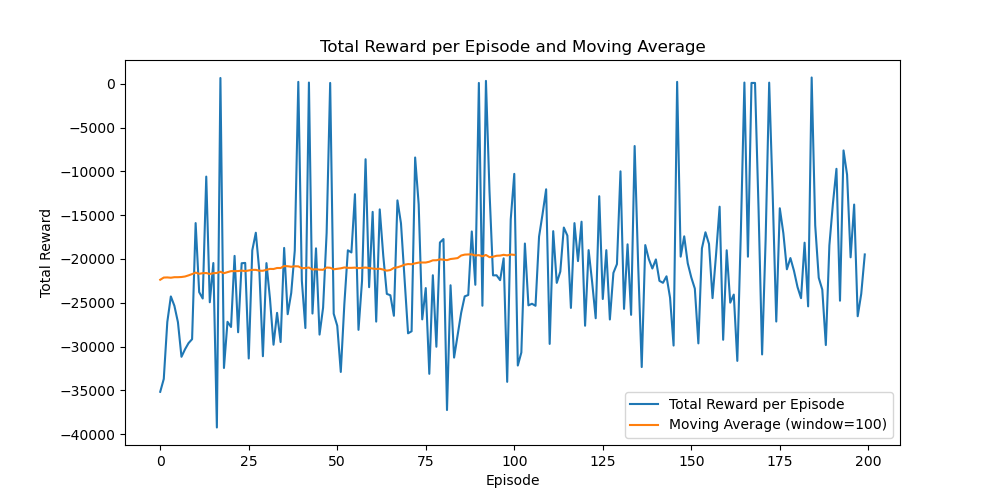 Total Reward per Episode and Moving Average
Total Reward
0
−5000
−10000
−15000
−20000
−25000
−30000
−35000
−40000
0 25 50 75 100 125 150 175 200
Episode
Total Reward per Episode
Moving Average (window=100)